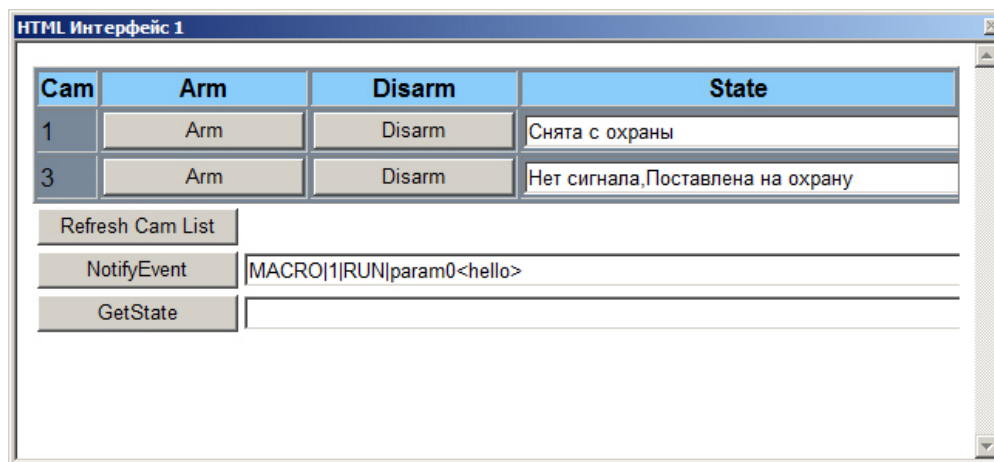 HTML Интерфейс 1
Cam Arm Disarm State
1 Arm Disarm Снята с охраны
3 Arm Disarm Нет сигнала,Поставлена на охрану
Refresh Cam List
NotifyEvent MACRO|1|RUN|param0<hello>
GetState